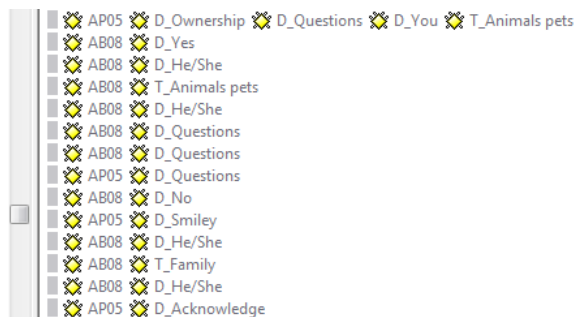 AP05 D_Ownership D_Questions D_You T_Animals pets
AB08 D_Yes
AB08 D_He/She
AB08 T_Animals pets
AB08 D_He/She
AB08 D_Questions
AB08 D_Questions
AP05 D_Questions
AB08 D_No
AP05 D_Smiley
AB08 D_He/She
AB08 T_Family
AB08 D_He/She
AP05 D_Acknowledge